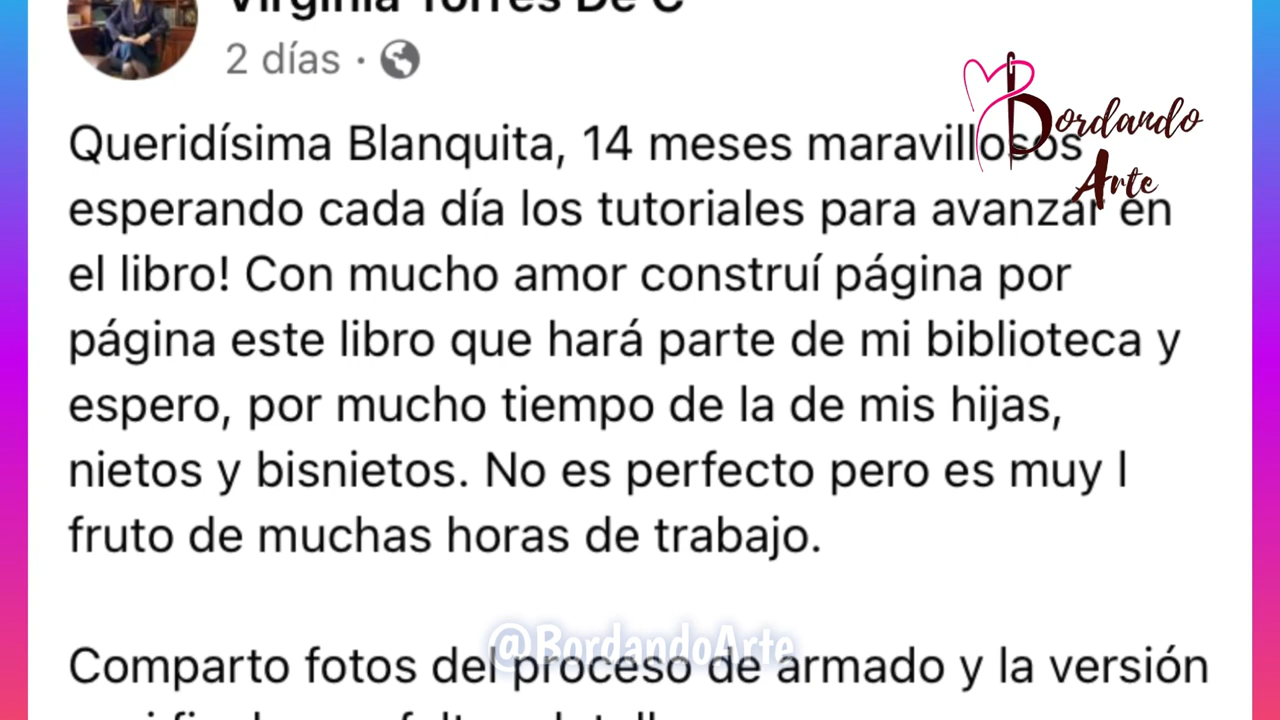 Virginia Torres De C
2 días ·
Bordando
Arte
Queridísima Blanquita, 14 meses maravillosos
esperando cada día los tutoriales para avanzar en
el libro! Con mucho amor construí página por
página este libro que hará parte de mi biblioteca y
espero, por mucho tiempo de la de mis hijas,
nietos y bisnietos. No es perfecto pero es muy l
fruto de muchas horas de trabajo.
@BordandoArte
Comparto fotos del proceso de armado y la versión